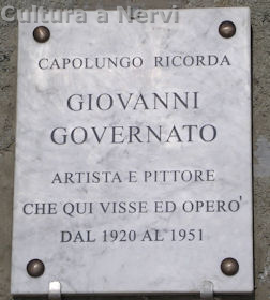 Cultura a Nervi
CAPOLUNGO RICORDA
GIOVANNI
GOVERNATO
ARTISTA E PITTORE
CHE QUI VISSE ED OPERO'
DAL 1920 AL 1951